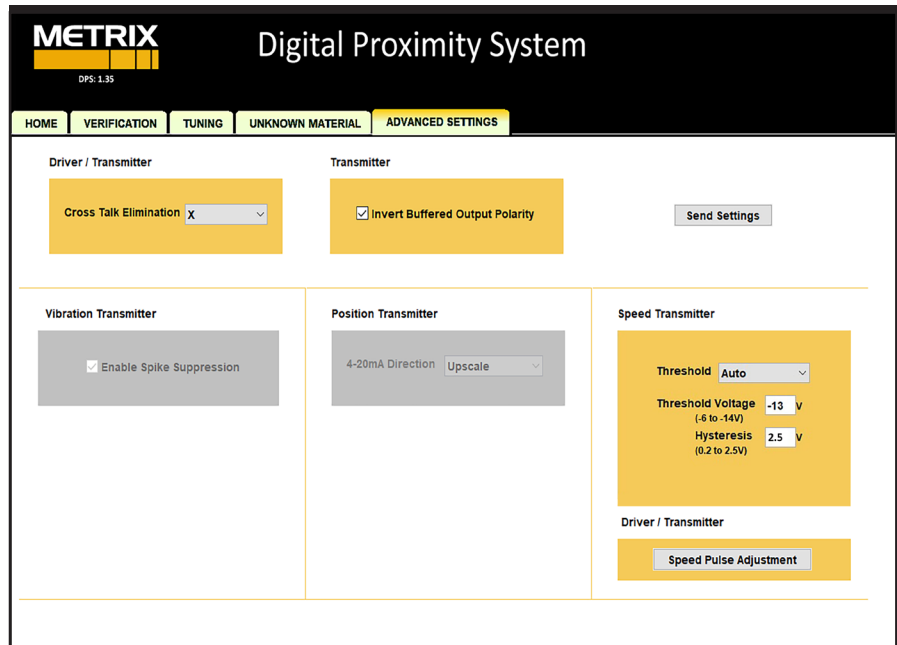 METRIX
Digital Proximity System
DPS: 1.35
HOME
VERIFICATION
TUNING
UNKNOWN MATERIAL
ADVANCED SETTINGS
Driver / Transmitter
Cross Talk Elimination X
Transmitter
Invert Buffered Output Polarity
Send Settings
Vibration Transmitter
Enable Spike Suppression
Position Transmitter
4-20mA Direction Upscale
Speed Transmitter
Threshold Auto
Threshold Voltage -13 V
(-6 to -14V)
Hysteresis 2.5 V
(0.2 to 2.5V)
Driver / Transmitter
Speed Pulse Adjustment